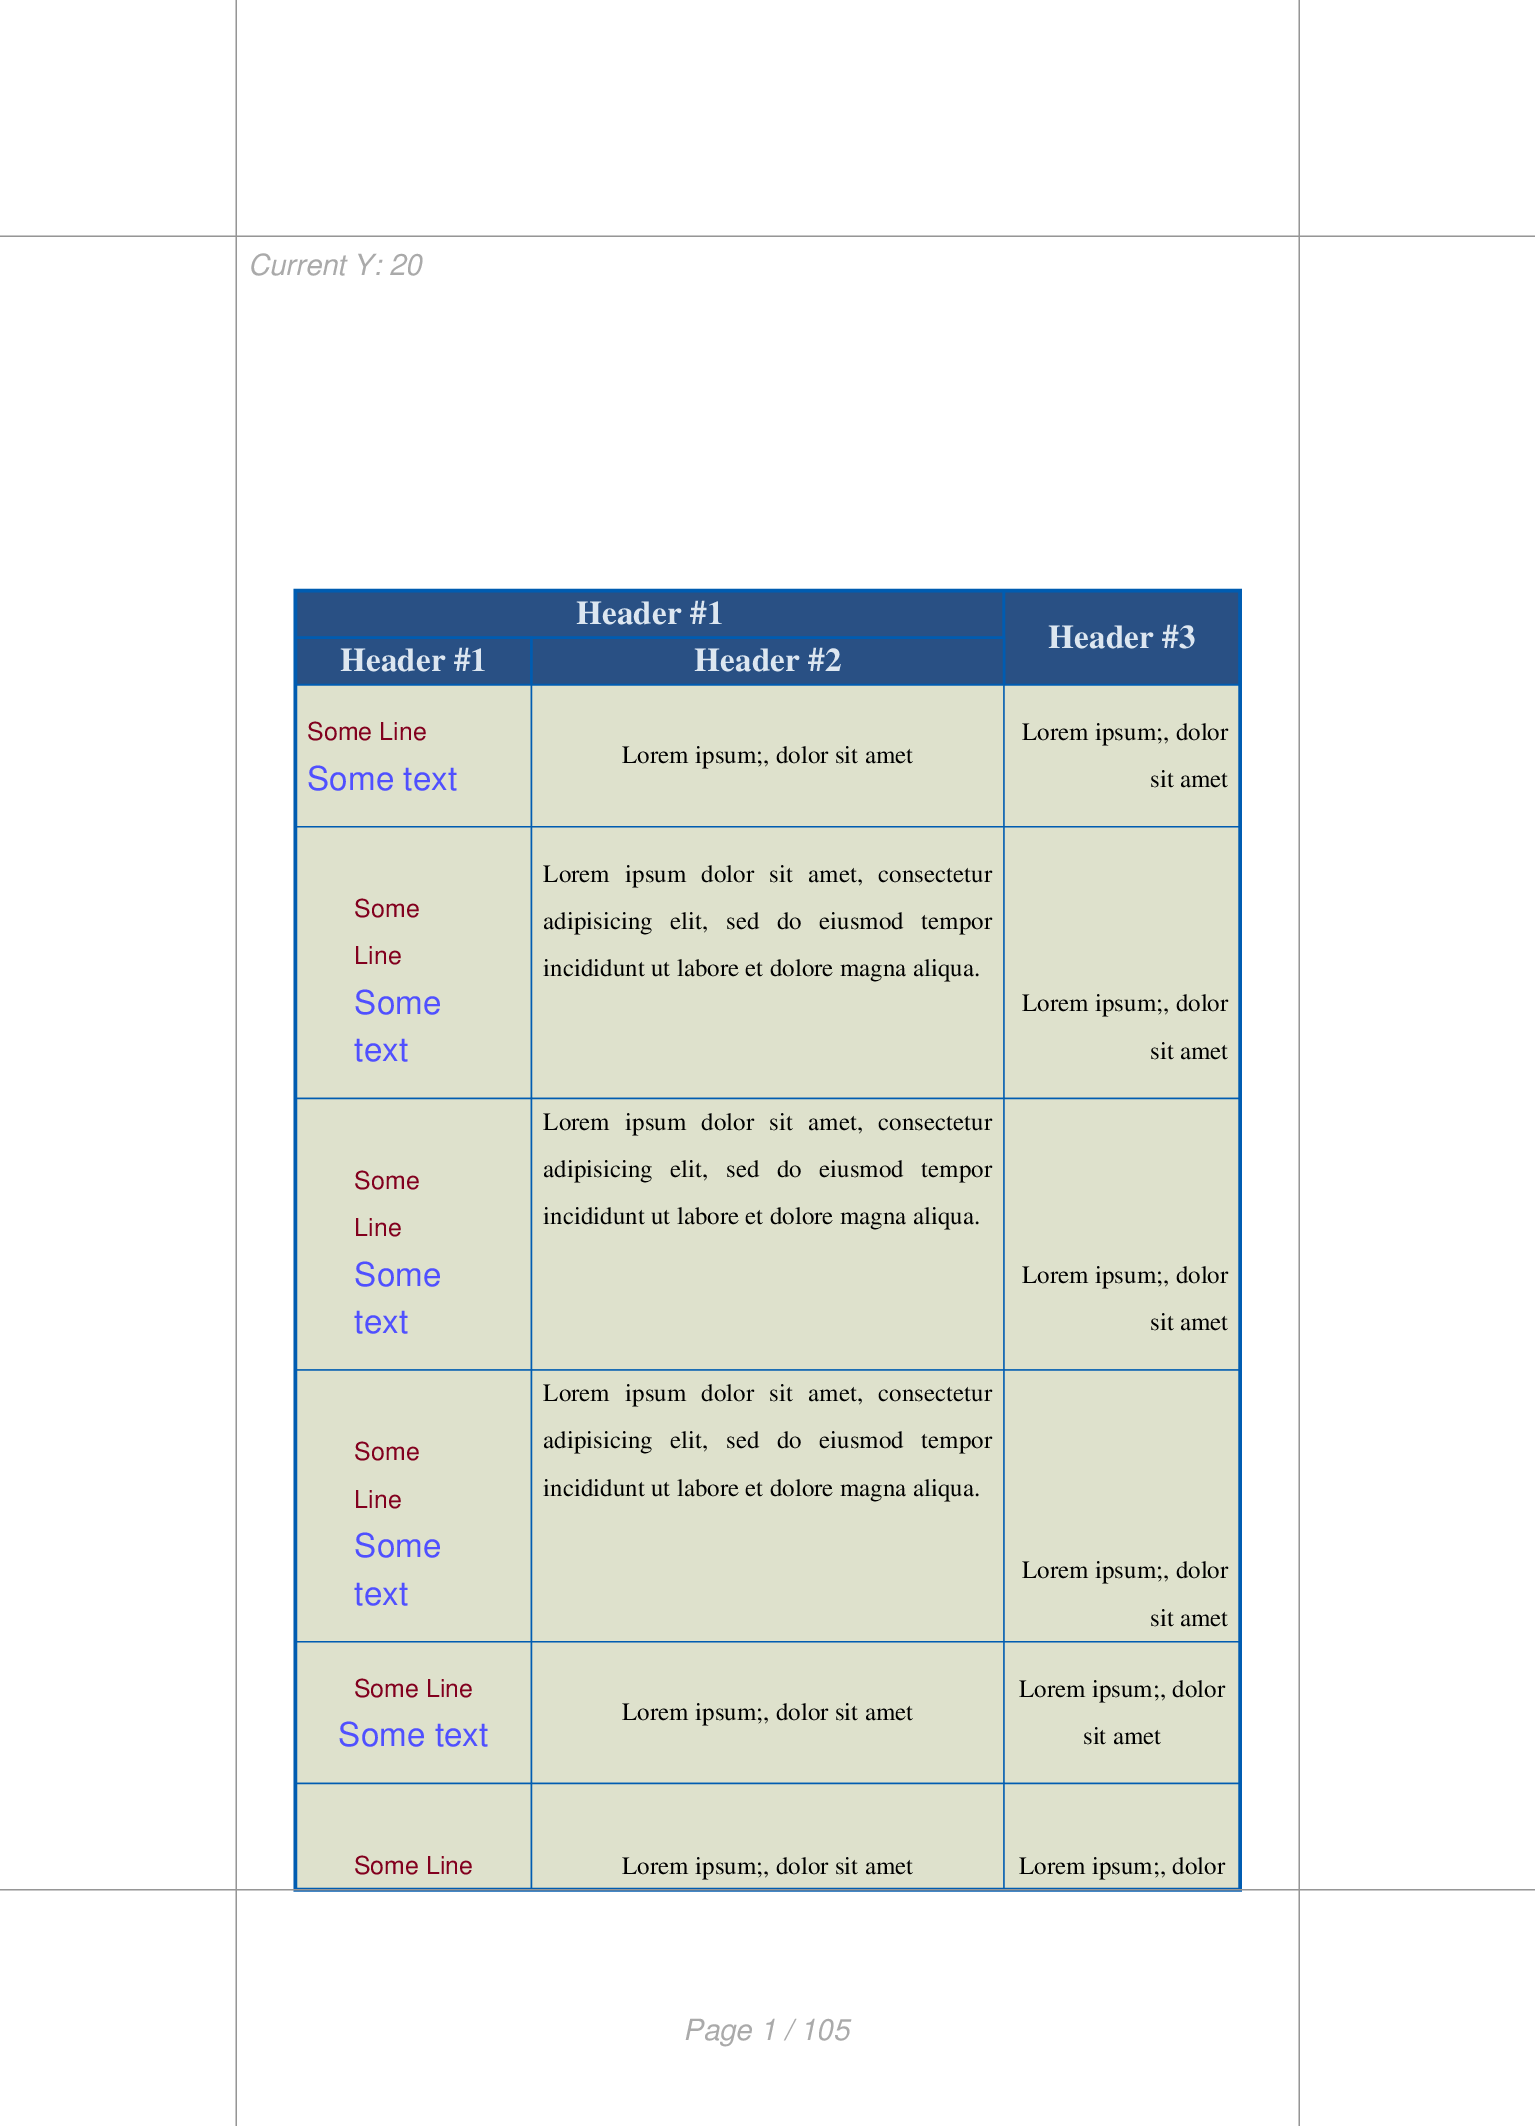 Current Y: 20
Header #1
Header #3
Header #1
Header #2
Some Line
Some text
Lorem ipsum;, dolor sit amet
Lorem ipsum;, dolor
sit amet
Some
Line
Some
text
Lorem ipsum dolor sit amet, consectetur
adipisicing elit, sed do eiusmod tempor
incididunt ut labore et dolore magna aliqua.
Lorem ipsum;, dolor
sit amet
Some
Line
Some
text
Lorem ipsum dolor sit amet, consectetur
adipisicing elit, sed do eiusmod tempor
incididunt ut labore et dolore magna aliqua.
Lorem ipsum;, dolor
sit amet
Some
Line
Some
text
Lorem ipsum dolor sit amet, consectetur
adipisicing elit, sed do eiusmod tempor
incididunt ut labore et dolore magna aliqua.
Lorem ipsum;, dolor
sit amet
Some Line
Some text
Lorem ipsum;, dolor sit amet
Lorem ipsum;, dolor
sit amet
Some Line
Lorem ipsum;, dolor sit amet
Lorem ipsum;, dolor
Page 1 / 105